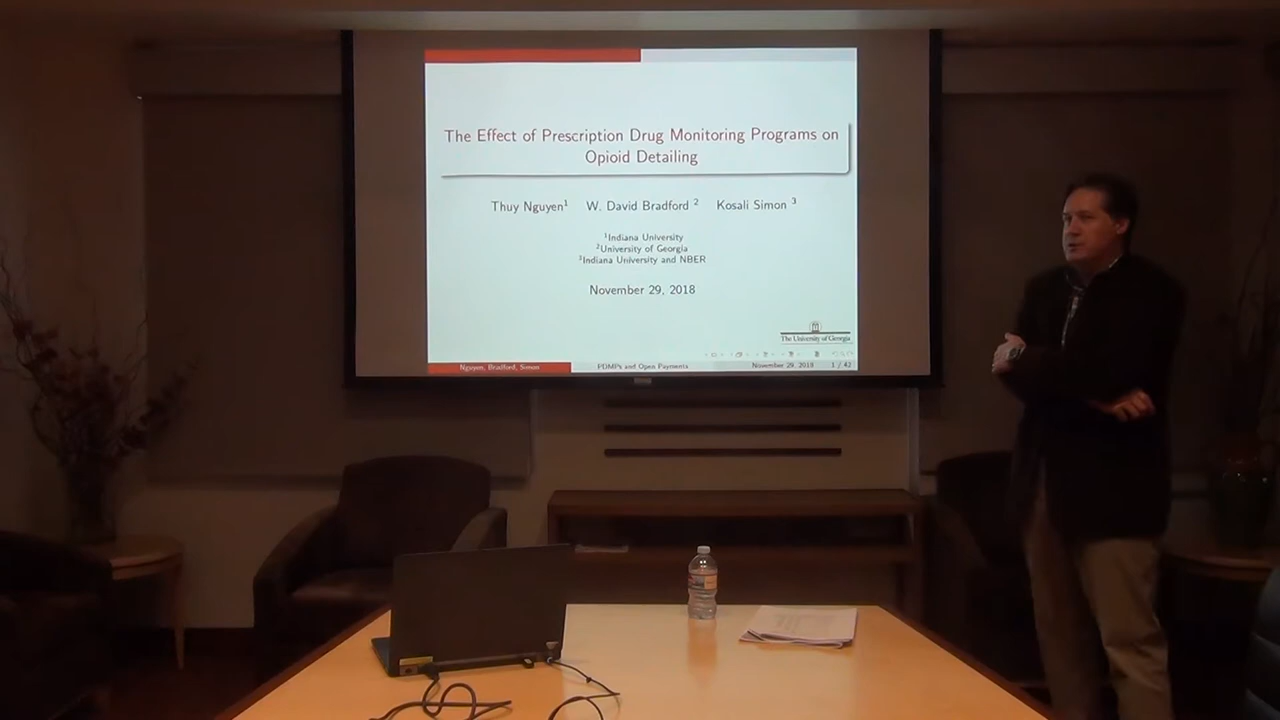 The Effect of Prescription Drug Monitoring Programs on
Opioid Detailing
Thuy Nguyen¹ W. David Bradford ² Kosali Simon ³
¹Indiana University
²University of Georgia
³Indiana University and NBER
November 29, 2018
The University of Georgia
Nguyen, Bradford, Simon PDMPs and Open Payments November 29, 2018 1 / 42